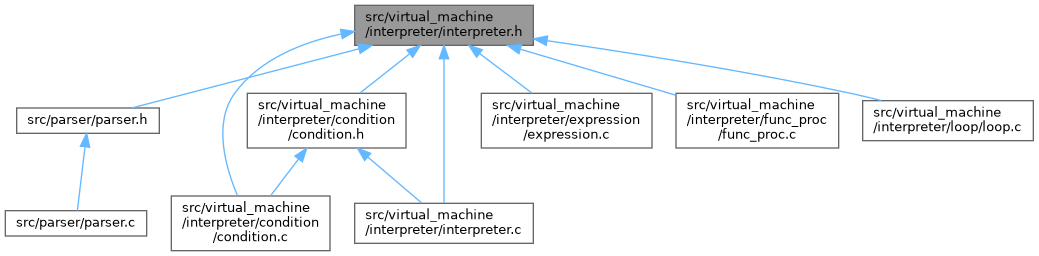 src/virtual_machine
/interpreter/interpreter.h
src/parser/parser.h
src/virtual_machine
/interpreter/condition
/condition.h
src/virtual_machine
/interpreter/expression
/expression.c
src/virtual_machine
/interpreter/func_proc
/func_proc.c
src/virtual_machine
/interpreter/loop/loop.c
src/parser/parser.c
src/virtual_machine
/interpreter/condition
/condition.c
src/virtual_machine
/interpreter/interpreter.c